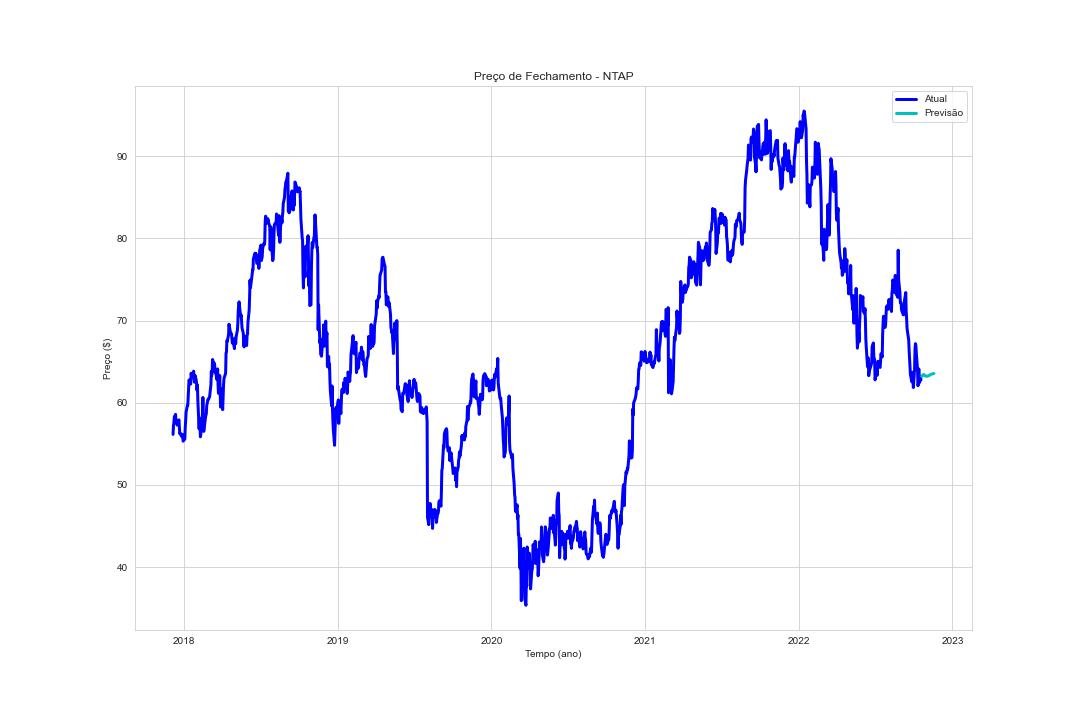 Preço de Fechamento - NTAP
Atual
Previsão
Preço ($)
90
80
70
60
50
40
2018
2019
2020
2021
2022
2023
Tempo (ano)